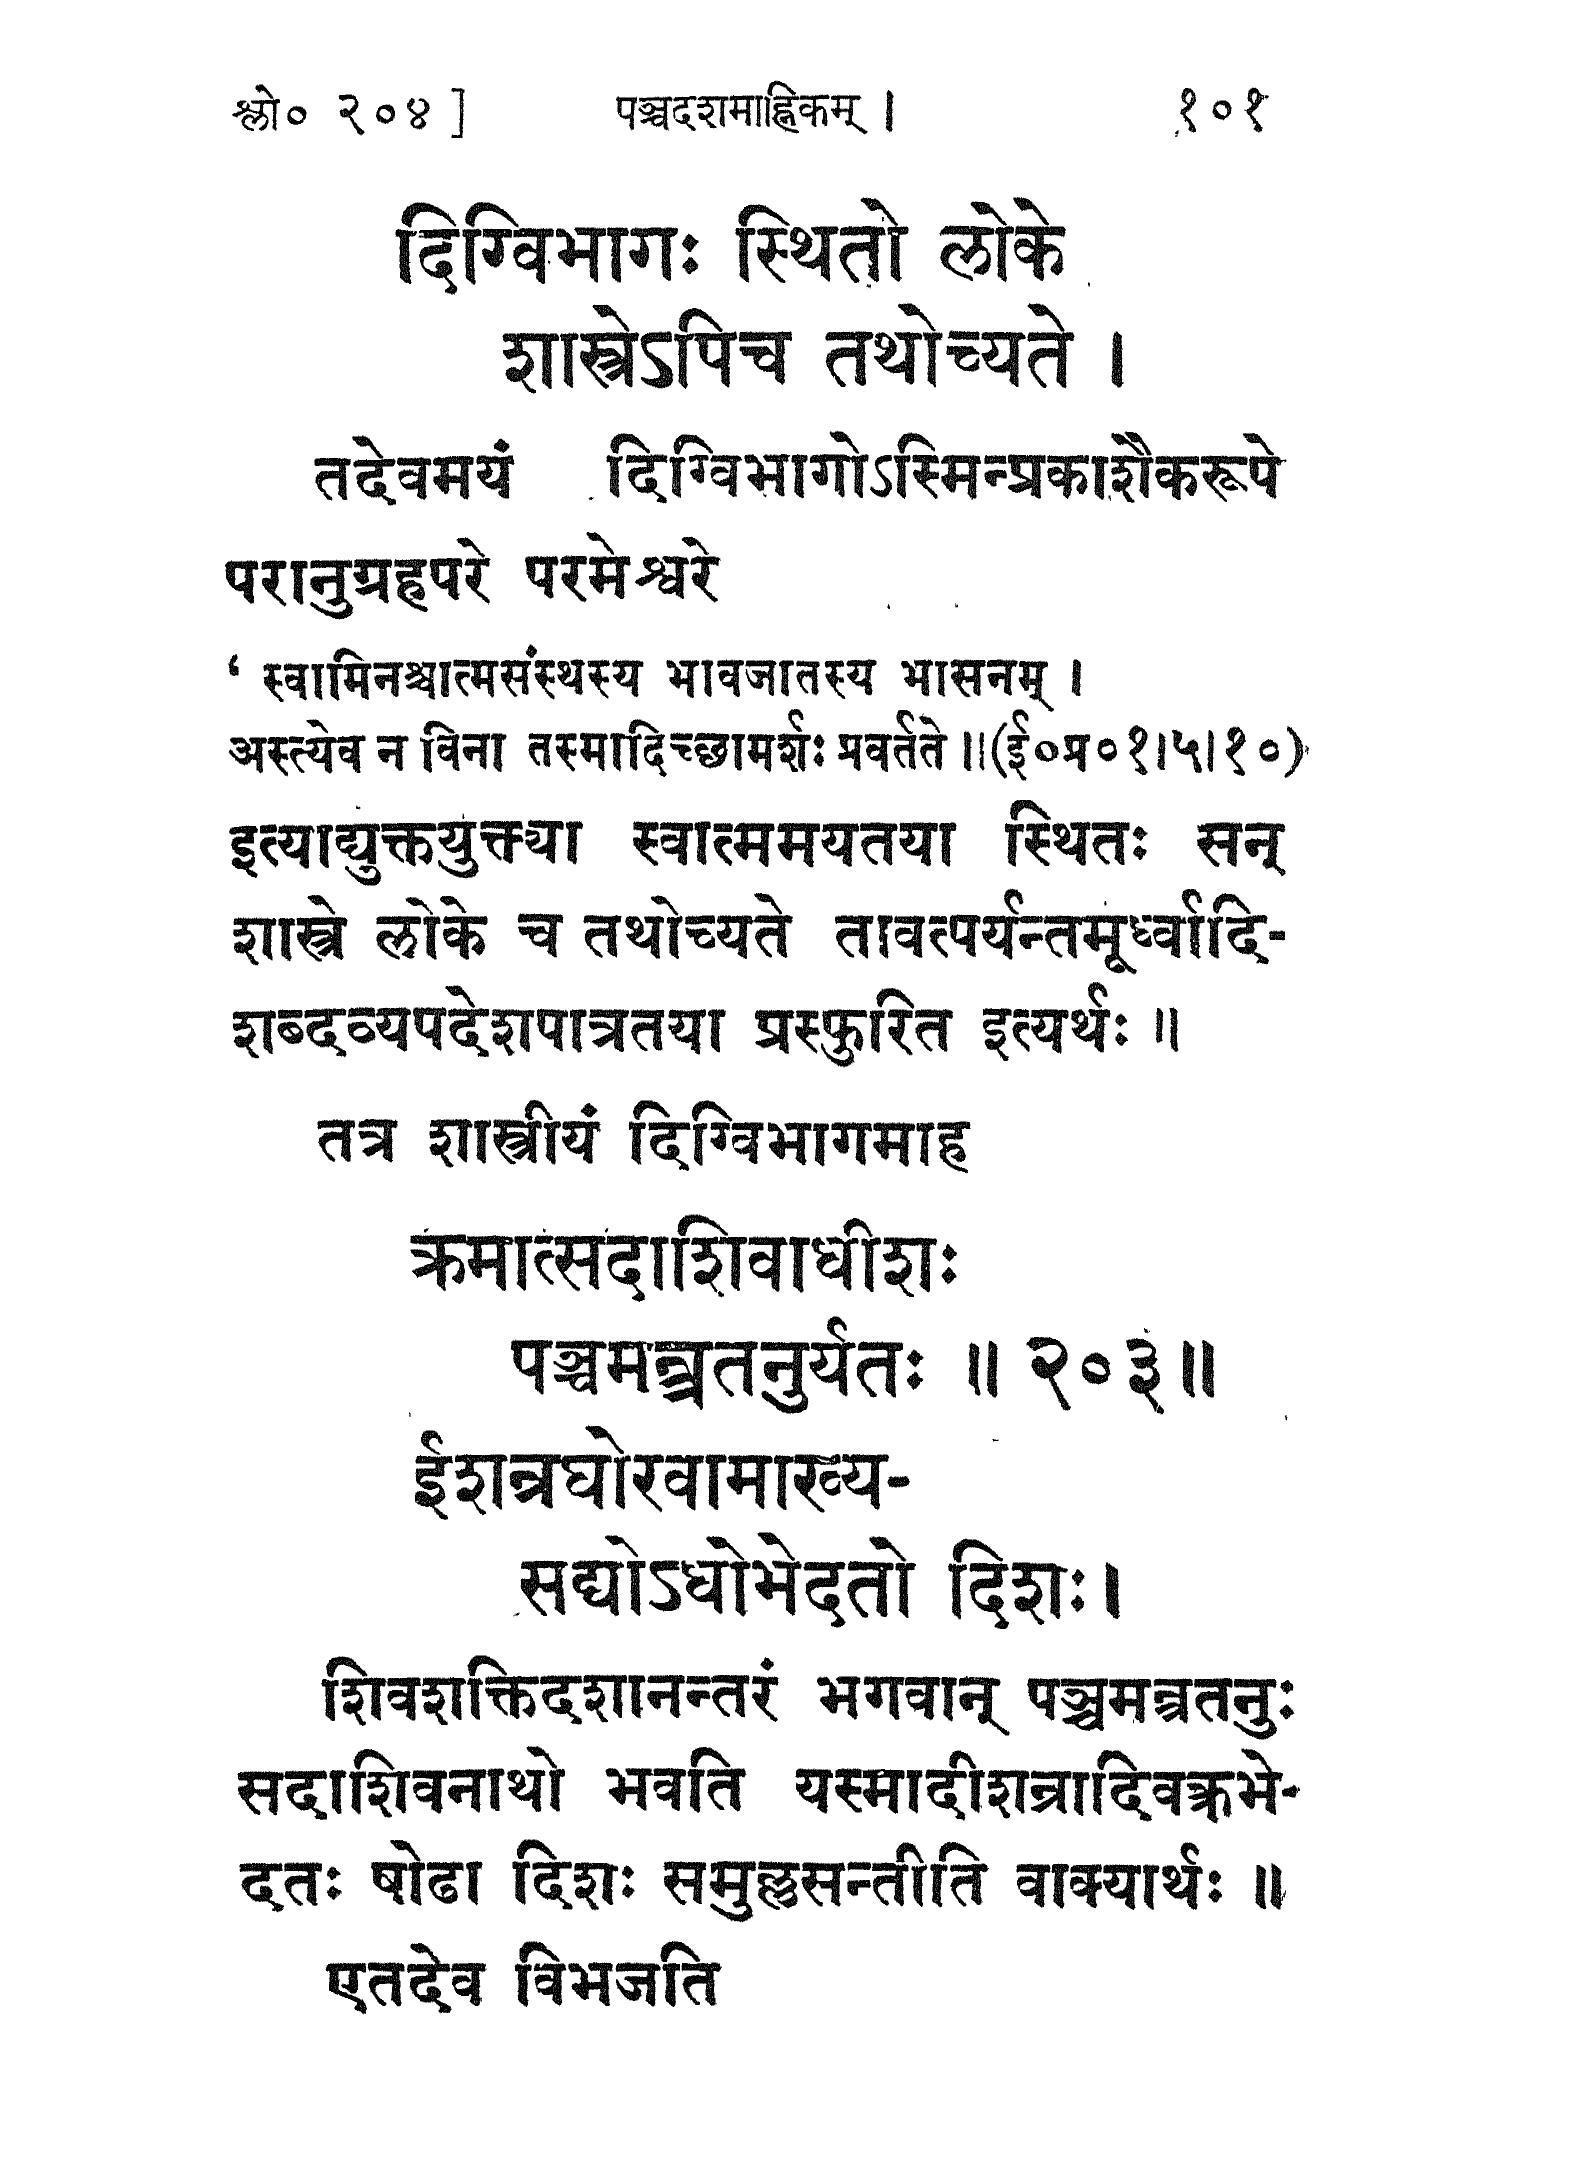 श्लो० २०४]
पञ्चदशमाह्निकम् ।
१०१
दिग्विभागः स्थितो लोके
शास्त्रेऽपिच तथोच्यते ।
तदेवमयं दिग्विभागोऽस्मिन्प्रकाशैकरूपे
परानुग्रहपरे परमेश्वरे
‘ स्वामिनश्चात्मसंस्थस्य भावजातस्य भासनम् ।
अस्त्येव न विना तस्मादिच्छामर्शः प्रवर्तते ॥(ई०प्र०१।५।१०)
इत्याद्युक्तयुक्त्या स्वात्ममयतया स्थितः सन्
शास्त्रे लोके च तथोच्यते तावत्पर्यन्तमूर्ध्वादि-
शब्दव्यपदेशपात्रतया प्रस्फुरित इत्यर्थः ॥
तत्र शास्त्रीयं दिग्विभागमाह
क्रमात्सदाशिवाधीशः
पञ्चमन्त्रतनुर्यतः ॥ २०३॥
ईशन्रघोरवामाख्य-
सद्योऽधोभेदतो दिशः।
शिवशक्तिदशानन्तरं भगवान् पञ्चमन्त्रतनुः
सदाशिवनाथो भवति यस्मादीशन्रादिवक्त्रभे-
दतः षोढा दिशः समुल्लसन्तीति वाक्यार्थः ॥
एतदेव विभजति